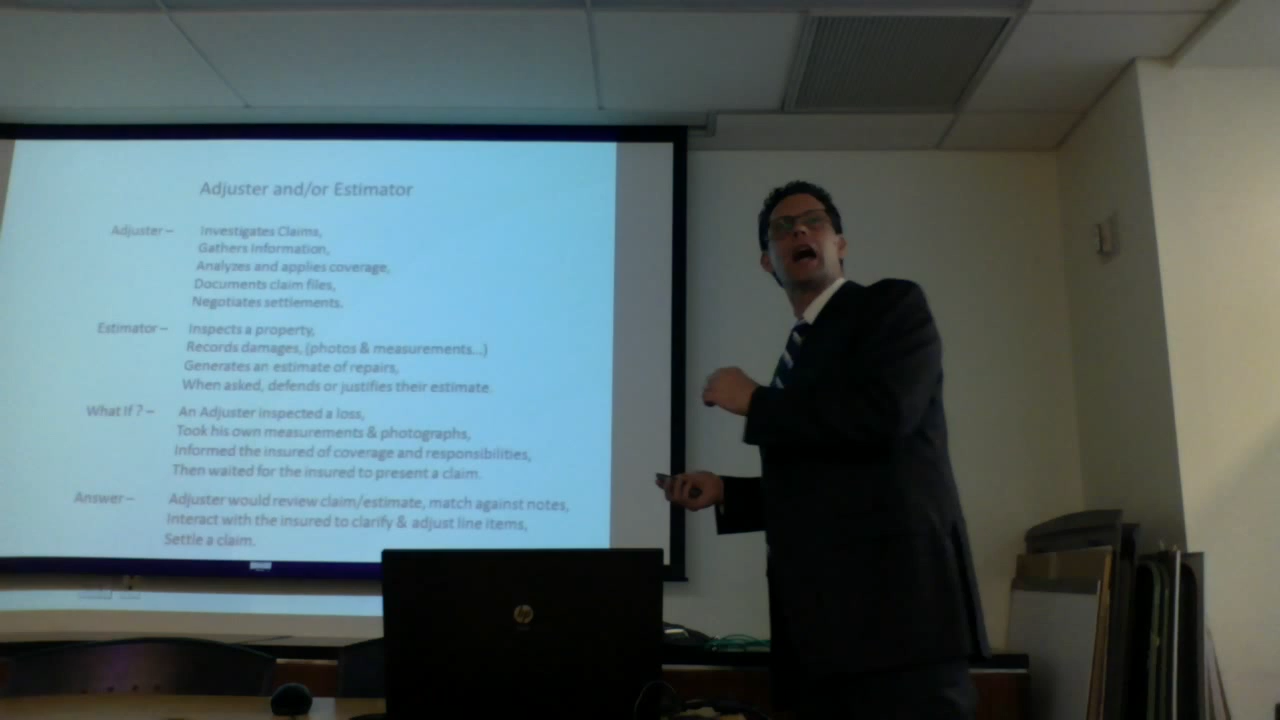 Adjuster and/or Estimator
Adjuster – Investigates Claims,
Gathers Information,
Analyzes and applies coverage,
Documents claim files,
Negotiates settlements.
Estimator – Inspects a property,
Records damages, (photos & measurements...)
Generates an estimate of repairs,
When asked, defends or justifies their estimate.
What If ? – An Adjuster inspected a loss,
Took his own measurements & photographs,
Informed the insured of coverage and responsibilities,
Then waited for the insured to present a claim.
Answer – Adjuster would review claim/estimate, match against notes,
Interact with the insured to clarify & adjust line items,
Settle a claim.
hp